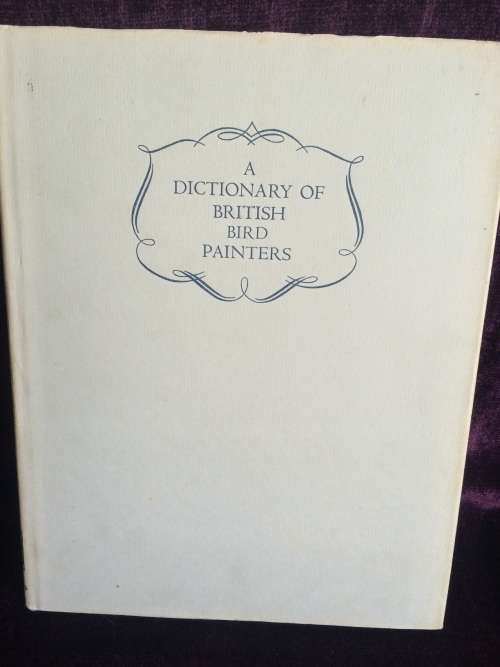 A
DICTIONARY OF
BRITISH
BIRD
PAINTERS